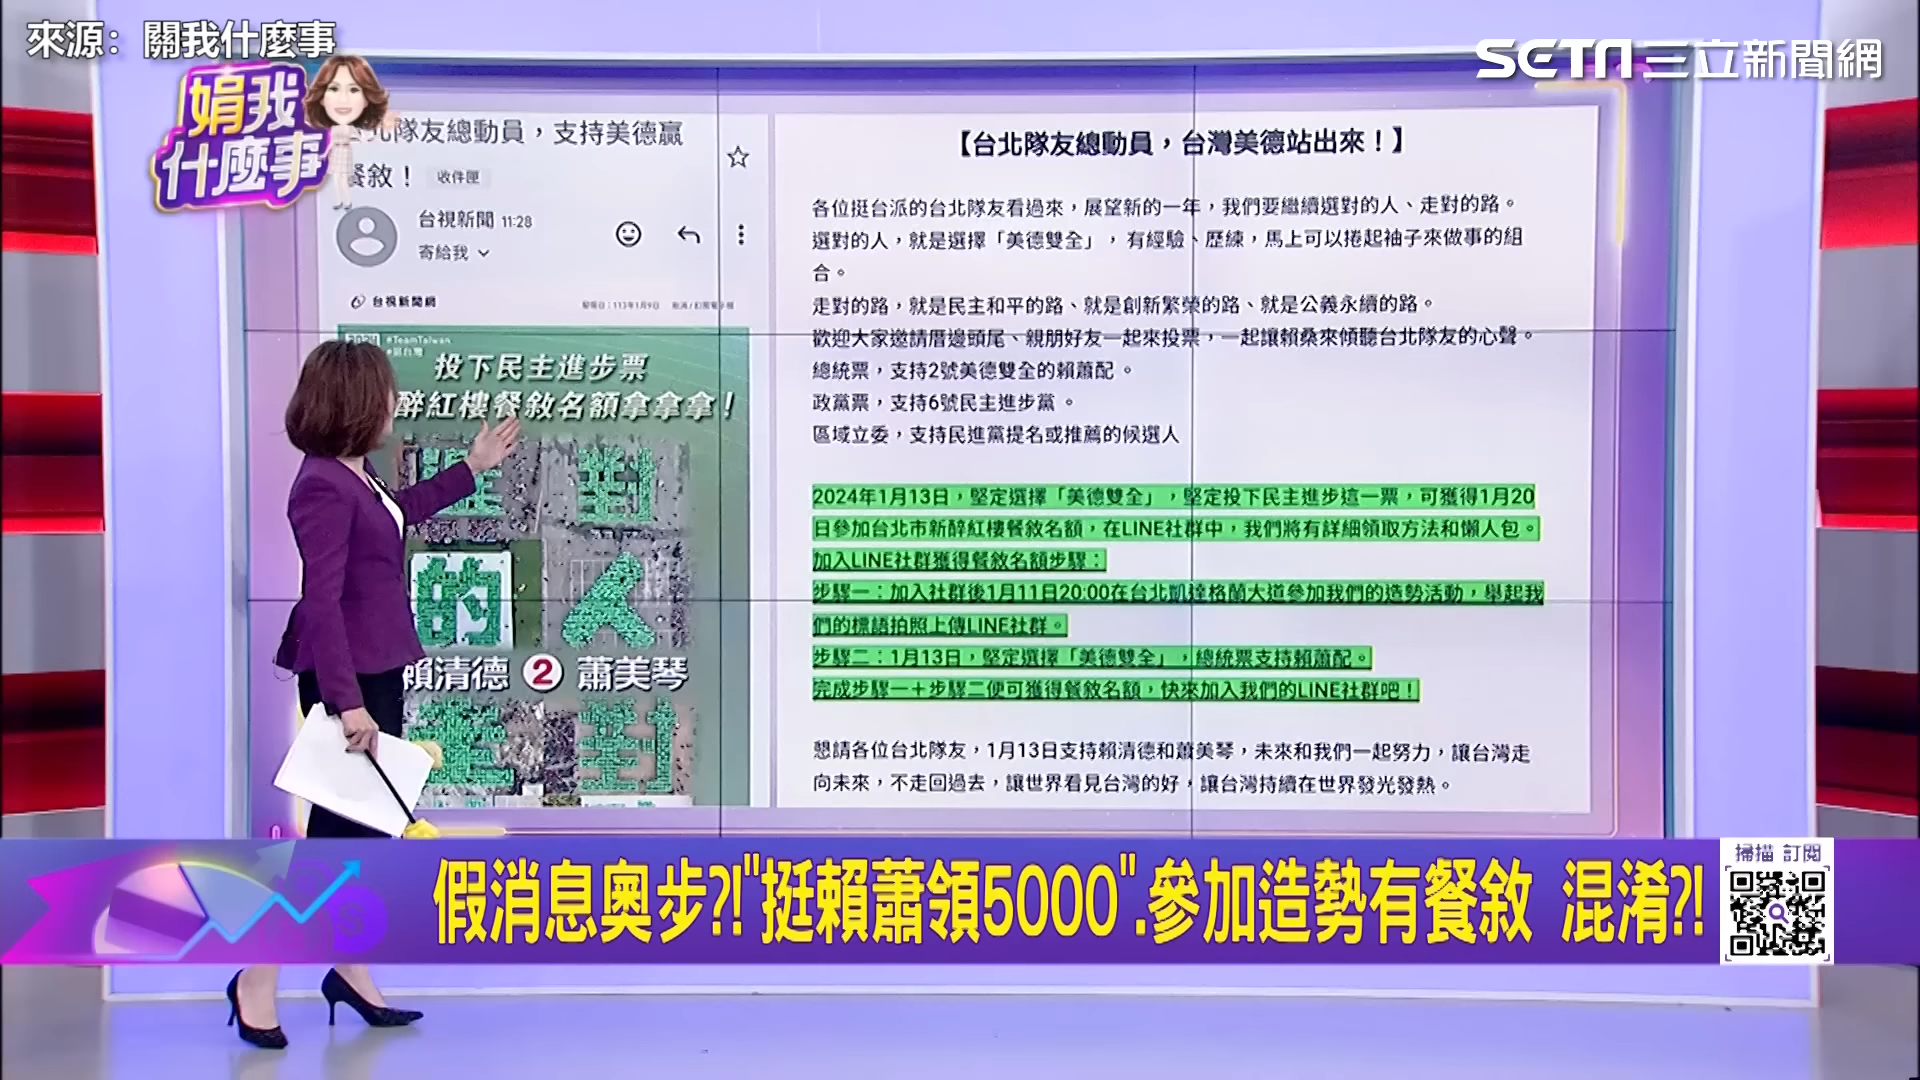 來源：關我什麼事
SETN三立新聞網
娟我
什麼事
北隊友總動員，支持美德贏
餐敘！ 收件匣
台視新聞 11:28
寄給我
台視新聞網
發報日：113年1月9日
2024 #TeamTaiwan
投下民主進步票
醉紅樓餐敘名額拿拿拿！
選對
的人
賴清德 2 蕭美琴
對
【台北隊友總動員，台灣美德站出來！】
各位挺台派的台北隊友看過來，展望新的一年，我們要繼續選對的人、走對的路。
選對的人，就是選擇「美德雙全」，有經驗、歷練，馬上可以捲起袖子來做事的組
合。
走對的路，就是民主和平的路、就是創新繁榮的路、就是公義永續的路。
歡迎大家邀請厝邊頭尾、親朋好友一起來投票，一起讓賴桑來傾聽台北隊友的心聲。
總統票，支持2號美德雙全的賴蕭配。
政黨票，支持6號民主進步黨。
區域立委，支持民進黨提名或推薦的候選人
2024年1月13日，堅定選擇「美德雙全」，堅定投下民主進步這一票，可獲得1月20
日參加台北市新醉紅樓餐敘名額，在LINE社群中，我們將有詳細領取方法和懶人包。
加入LINE社群獲得餐敘名額步驟：
步驟一：加入社群後1月11日20:00在台北凱達格蘭大道參加我們的造勢活動，舉起我
們的標語拍照上傳LINE社群。
步驟二：1月13日，堅定選擇「美德雙全」，總統票支持賴蕭配。
完成步驟一＋步驟二便可獲得餐敘名額，快來加入我們的LINE社群吧！
懇請各位台北隊友，1月13日支持賴清德和蕭美琴，未來和我們一起努力，讓台灣走
向未來，不走回過去，讓世界看見台灣的好，讓台灣持續在世界發光發熱。
假消息奧步?!"挺賴蕭領5000".參加造勢有餐敘 混淆?!
掃描 訂閱